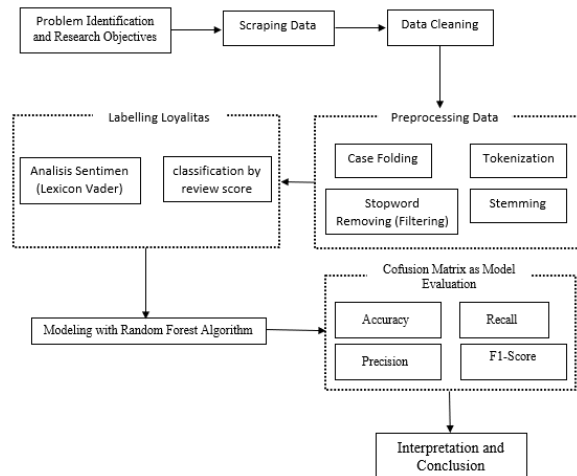 Problem Identification
and Research Objectives
Scraping Data
Data Cleaning
Labelling Loyalitas
Analisis Sentimen
(Lexicon Vader)
classification by
review score
Preprocessing Data
Case Folding
Tokenization
Stopword
Removing (Filtering)
Stemming
Modeling with Random Forest Algorithm
Cofusion Matrix as Model
Evaluation
Accuracy
Recall
Precision
F1-Score
Interpretation and
Conclusion